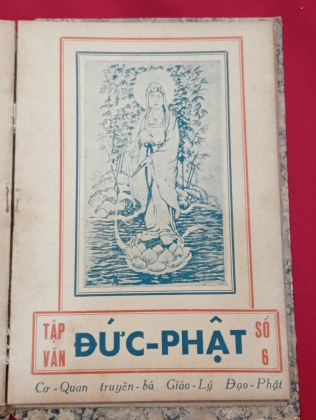 TẬP VĂN
ĐỨC-PHẬT
SỐ 6
Cơ-Quan truyền-bá Giáo-Lý Đạo-Phật